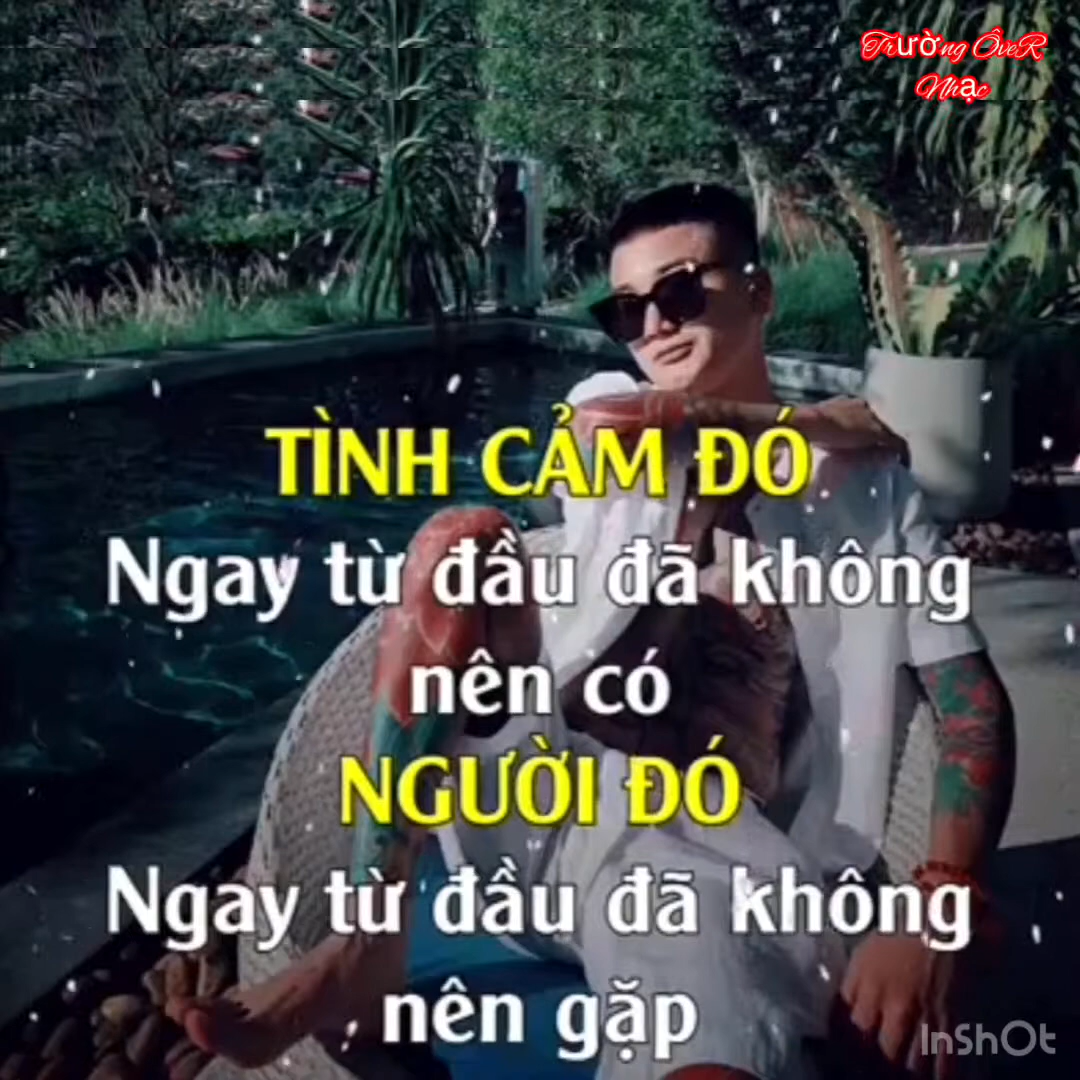 Trường ÔveR
Nhạc
TÌNH CẢM ĐÓ
Ngay từ đầu đã không
nên có
NGƯỜI ĐÓ
Ngay từ đầu đã không
nên gặp
InShOt